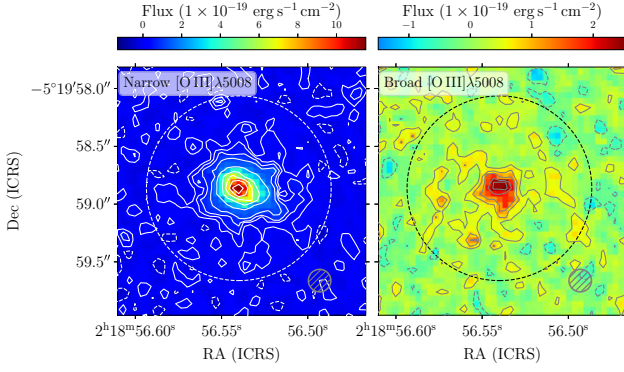 Flux (1 × 10⁻¹⁹ erg s⁻¹ cm⁻²) Flux (1 × 10⁻¹⁹ erg s⁻¹ cm⁻²)
0 2 4 6 8 10 −1 0 1 2
Narrow [O III]λ5008 Broad [O III]λ5008
−5°19′58.0″
58.5″
59.0″
59.5″
Dec (ICRS)
2ʰ18ᵐ56.60ˢ 56.55ˢ 56.50ˢ 2ʰ18ᵐ56.60ˢ 56.55ˢ 56.50ˢ
RA (ICRS) RA (ICRS)